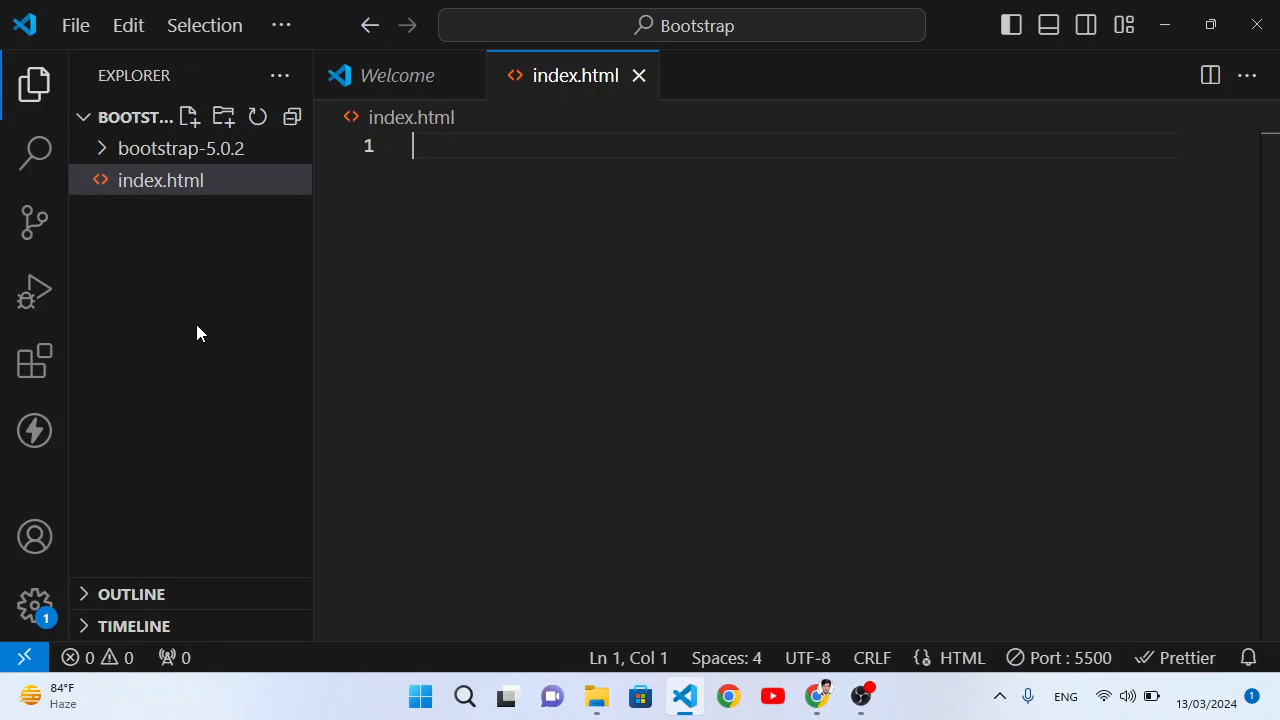 File Edit Selection ···
Bootstrap
EXPLORER ···
Welcome
index.html
BOOTST...
index.html
bootstrap-5.0.2
1
index.html
OUTLINE
TIMELINE
0 0 0
Ln 1, Col 1 Spaces: 4 UTF-8 CRLF HTML Port : 5500 Prettier
1
84°F
Haze
ENG
13/03/2024
1